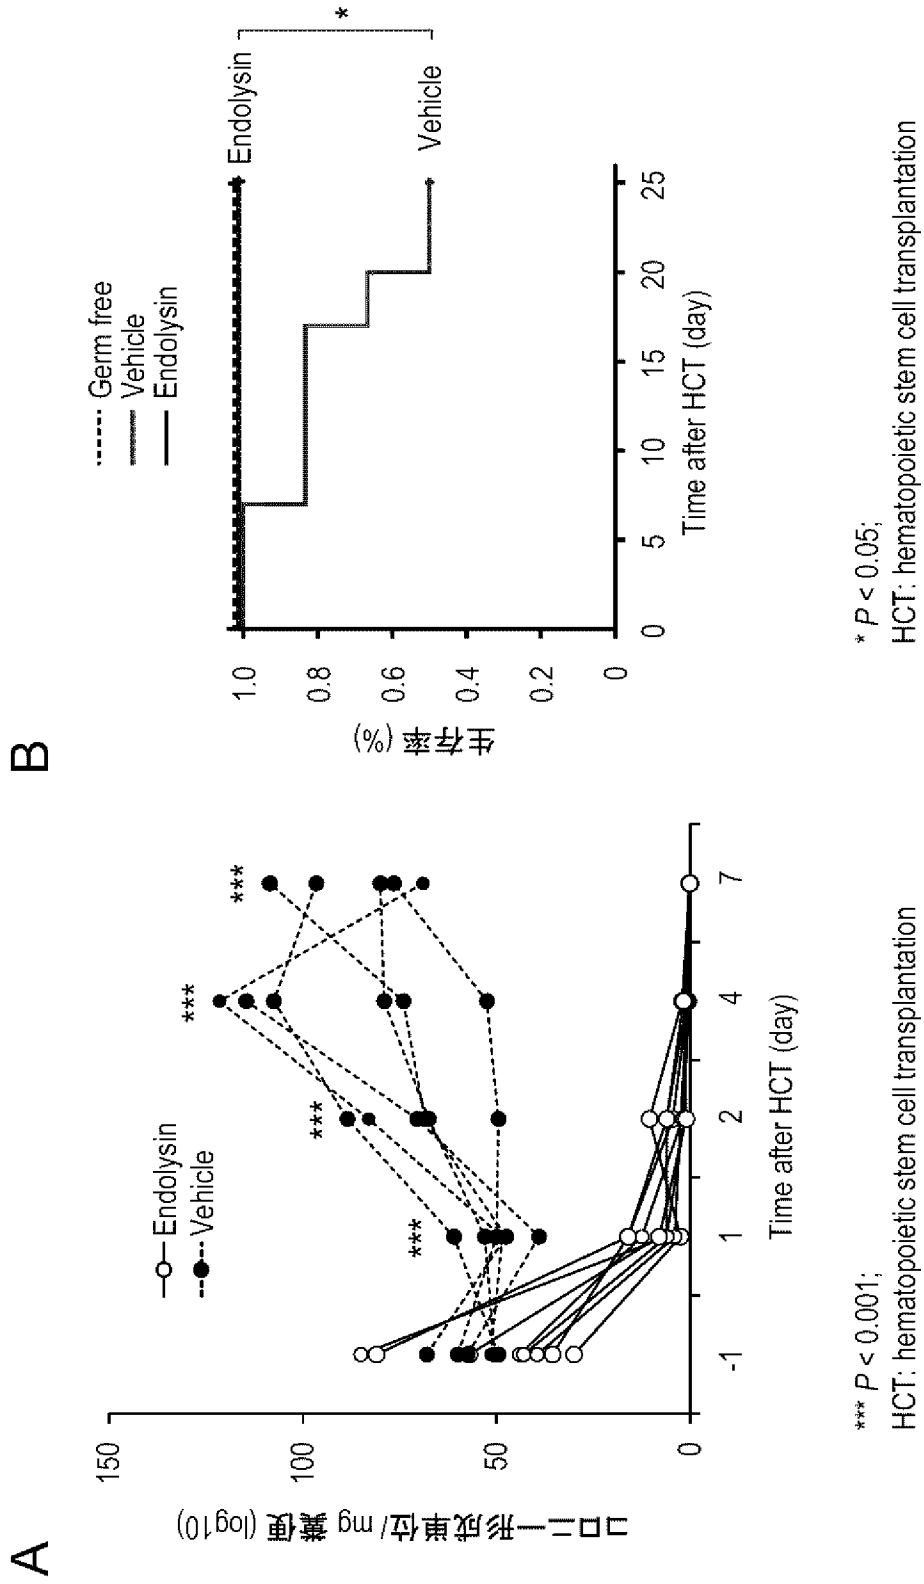 A
コロニー形成単位/ mg 糞便 (log10)
150
100
50
0
Endolysin
Vehicle
***
***
***
***
-1
1
2
4
7
Time after HCT (day)
*** P < 0.001;
HCT: hematopoietic stem cell transplantation
B
生存率 (%)
1.0
0.8
0.6
0.4
0.2
0
Germ free
Vehicle
Endolysin
Endolysin
Vehicle
*
0
5
10
15
20
25
Time after HCT (day)
* P < 0.05;
HCT: hematopoietic stem cell transplantation